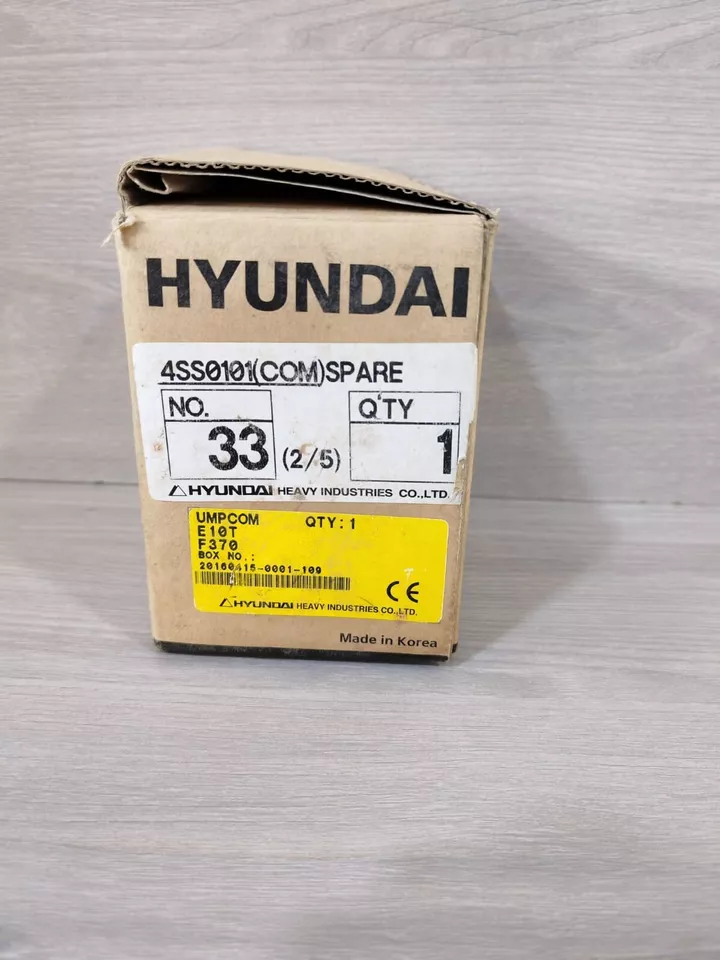 HYUNDAI
4SS0101(COM)SPARE
NO. Q'TY
33 (2/5) 1
HYUNDAI HEAVY INDUSTRIES CO.,LTD.
UMPCOM QTY:1
E10T
F370
BOX NO.:
20160415-0001-109
CE
HYUNDAI HEAVY INDUSTRIES CO.,LTD.
Made in Korea